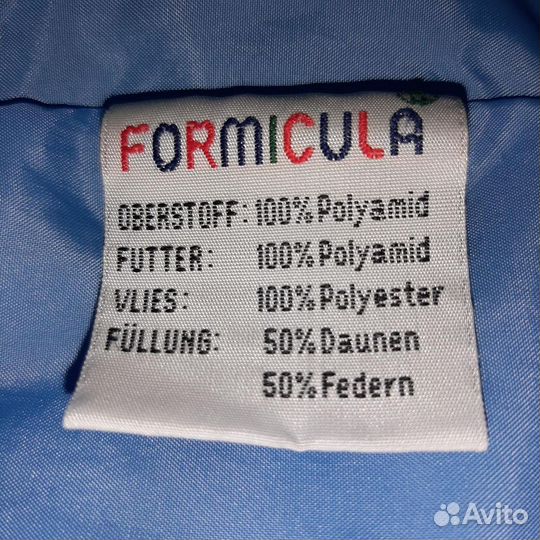 FORMICULA
OBERSTOFF: 100% Polyamid
FUTTER: 100% Polyamid
VLIES: 100% Polyester
FÜLLUNG: 50% Daunen
50% Federn
Avito